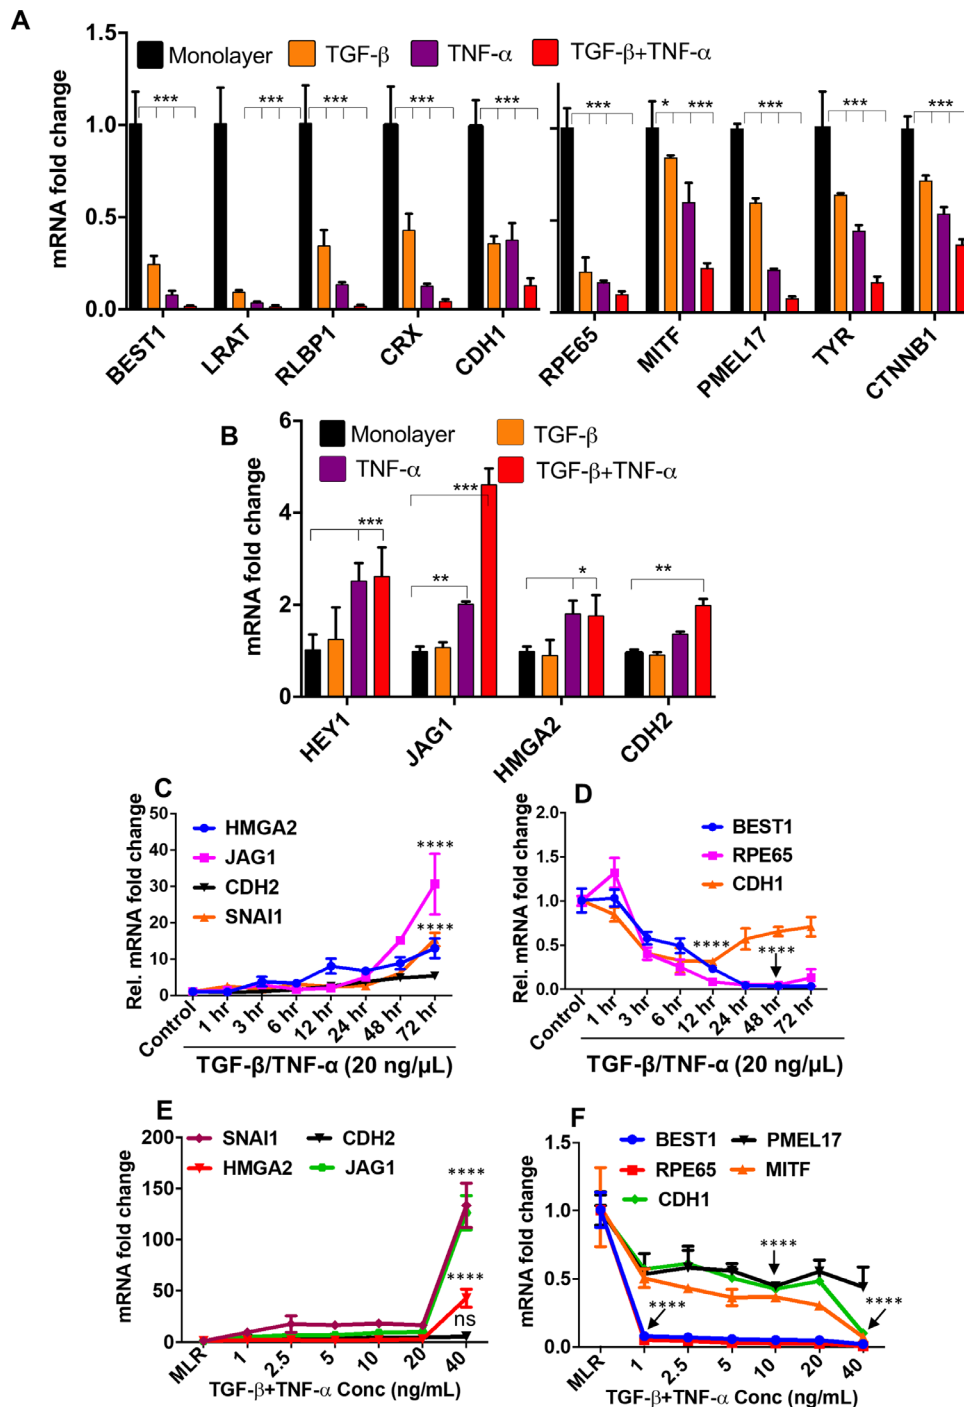 A
mRNA fold change
1.5
1.0
0.5
0.0
Monolayer TGF-β TNF-α TGF-β+TNF-α
*** *** *** *** *** *** * *** *** *** ***
BEST1 LRAT RLBP1 CRX CDH1 RPE65 MITF PMEL17 TYR CTNNB1
B
mRNA fold change
6
4
2
0
Monolayer TGF-β
TNF-α TGF-β+TNF-α
*** ** *** * **
HEY1 JAG1 HMGA2 CDH2
C
Rel. mRNA fold change
50
40
30
20
10
0
HMGA2
JAG1
CDH2
SNAI1
****
****
Control 1 hr 3 hr 6 hr 12 hr 24 hr 48 hr 72 hr
TGF-β/TNF-α (20 ng/µL)
D
Rel. mRNA fold change
2.0
1.5
1.0
0.5
0.0
BEST1
RPE65
CDH1
**** ****
Control 1 hr 3 hr 6 hr 12 hr 24 hr 48 hr 72 hr
TGF-β/TNF-α (20 ng/µL)
E
mRNA fold change
200
150
100
50
0
SNAI1 CDH2
HMGA2 JAG1
****
****
ns
MLR 1 2.5 5 10 20 40
TGF-β+TNF-α Conc (ng/mL)
F
mRNA fold change
1.5
1.0
0.5
0.0
BEST1 PMEL17
RPE65 MITF
CDH1
****
****
****
MLR 1 2.5 5 10 20 40
TGF-β+TNF-α Conc (ng/mL)